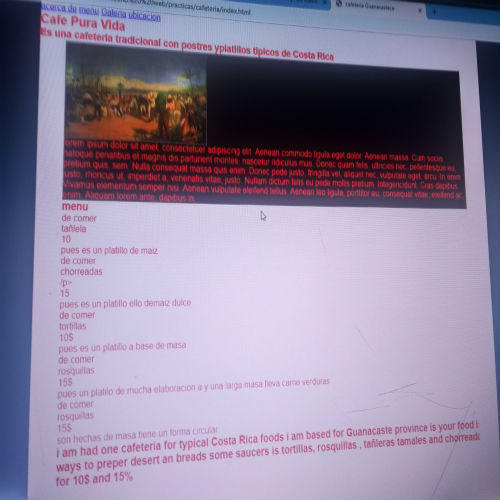 web/practicas/cafeteria/index.html
cafeteria Guanacasteca
acerca de menu Galeria ubicacion
Cafe Pura Vida
Es una cafeteria tradicional con postres yplatillos tipicos de Costa Rica
lorem ipsum dolor sit amet, consectetuer adipiscing elit. Aenean commodo ligula eget dolor. Aenean massa. Cum sociis
natoque penatibus et magnis dis parturient montes, nascetur ridiculus mus. Donec quam felis, ultricies nec, pellentesque eu,
pretium quis, sem. Nulla consequat massa quis enim. Donec pede justo, fringilla vel, aliquet nec, vulputate eget, arcu. In enim
justo, rhoncus ut, imperdiet a, venenatis vitae, justo. Nullam dictum felis eu pede mollis pretium. Integer
Cras dapibus.
Vivamus elementum semper nisi. Aenean vulputate eleifend tellus. Aenean leo ligula, porttitor eu, consequat vitae, eleifend ac,
enim. Aliquam lorem ante, dapibus in,
menu
de comer
tañlela
10
pues es un platillo de maiz
de comer
chorreadas
/p>
15
pues es un platillo ello demaiz dulce
de comer
tortillas
10$
pues es un platillo a base de masa
de comer
rosquillas
15$
pues un platillo de mucha elaboracion a y una larga masa lleva carne verduras
de comer
rosquillas
15$
son hechas de masa tiene un forma circular
i am had one cafeteria for typical Costa Rica foods i am based for Guanacaste province is your food i
ways to preper desert an breads some saucers is tortillas, rosquillas , tañleras tamales and chorreada
for 10$ and 15%